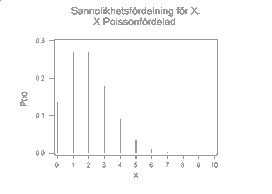 Sannolikhetsfördelning för X.
X Poissonfördelad
P(x)
0.3
0.2
0.1
0.0
0 1 2 3 4 5 6 7 8 9 10
x